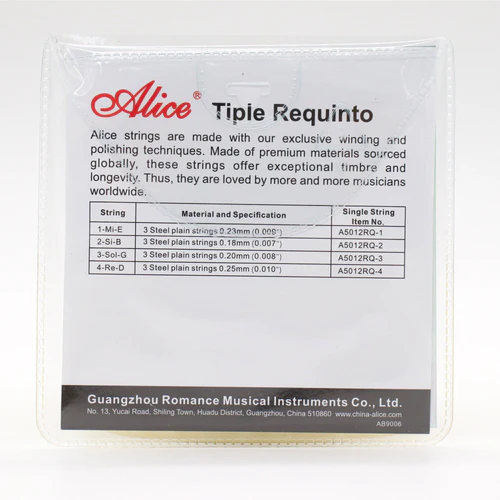 Alice® Tiple Requinto
Alice strings are made with our exclusive winding and
polishing techniques. Made of premium materials sourced
globally, these strings offer exceptional timbre and
longevity. Thus, they are loved by more and more musicians
worldwide.
String Material and Specification Single String Item No.
1-Mi-E 3 Steel plain strings 0.23mm (0.009") A5012RQ-1
2-Si-B 3 Steel plain strings 0.18mm (0.007") A5012RQ-2
3-Sol-G 3 Steel plain strings 0.20mm (0.008") A5012RQ-3
4-Re-D 3 Steel plain strings 0.25mm (0.010") A5012RQ-4
Guangzhou Romance Musical Instruments Co., Ltd.
No. 13, Yucai Road, Shiling Town, Huadu District, Guangzhou, China 510860 www.china-alice.com
AB9006